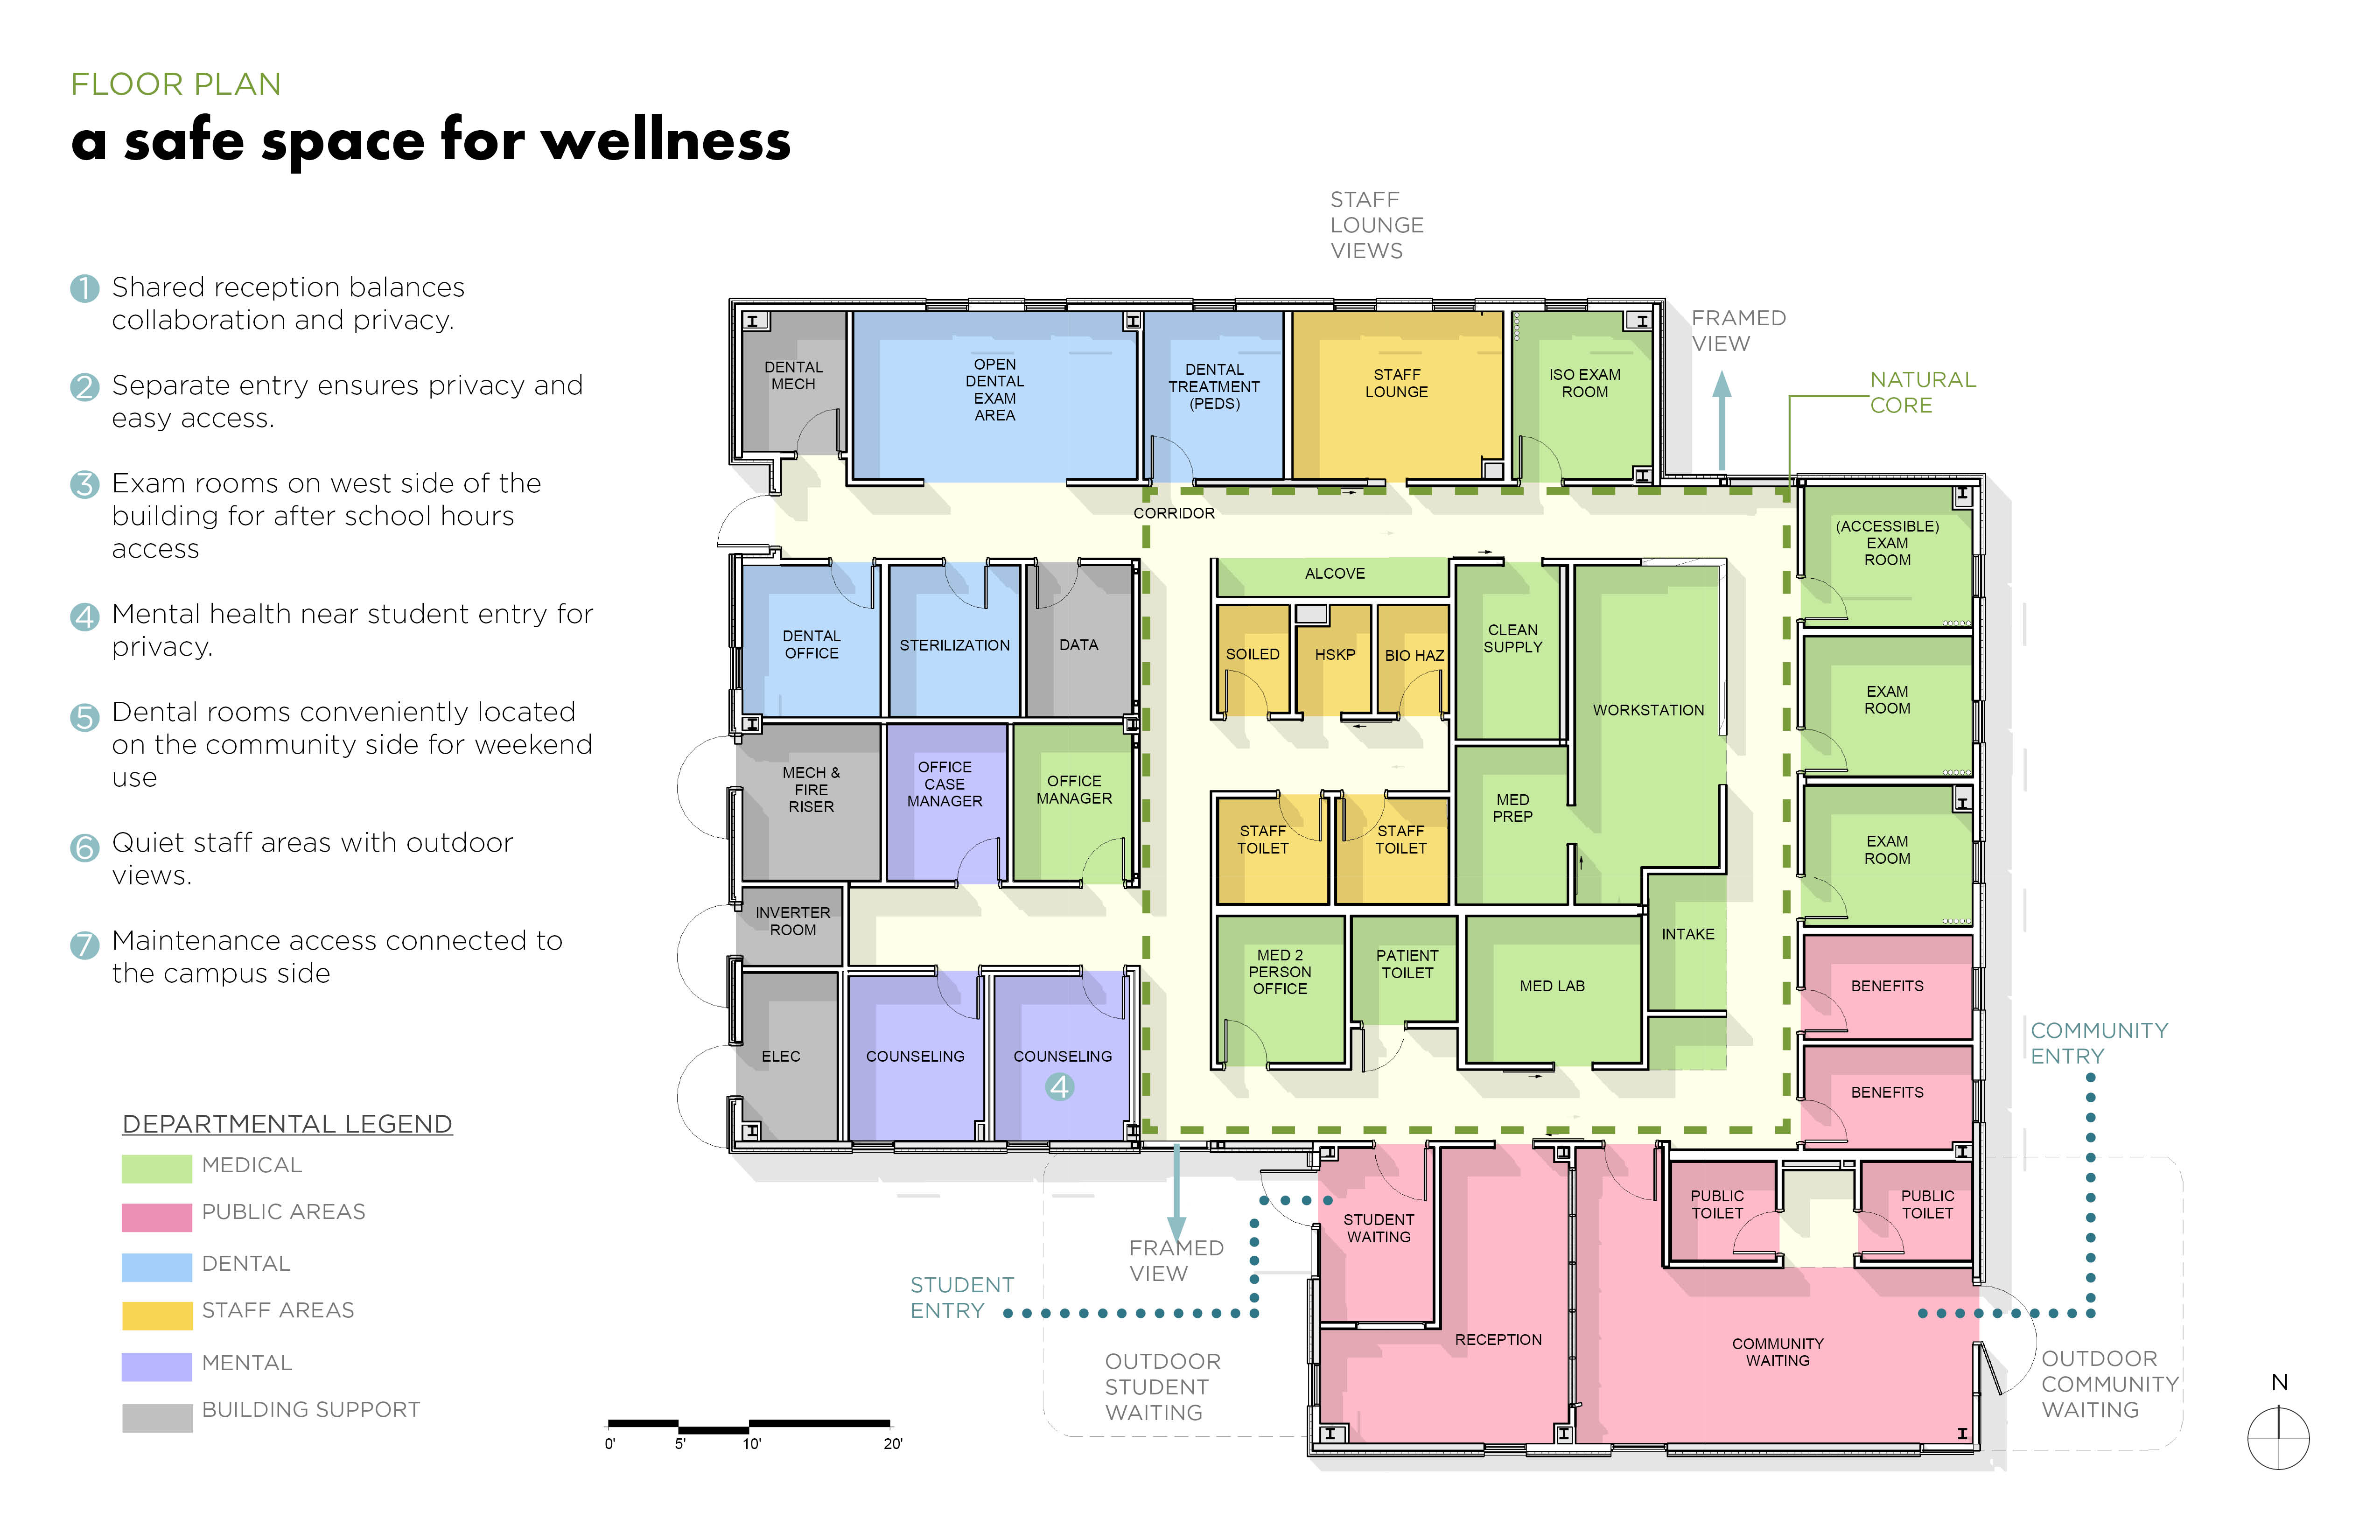 FLOOR PLAN
a safe space for wellness
1 Shared reception balances
collaboration and privacy.
2 Separate entry ensures privacy and
easy access.
3 Exam rooms on west side of the
building for after school hours
access
4 Mental health near student entry for
privacy.
5 Dental rooms conveniently located
on the community side for weekend
use
6 Quiet staff areas with outdoor
views.
7 Maintenance access connected to
the campus side
DEPARTMENTAL LEGEND
MEDICAL
PUBLIC AREAS
DENTAL
STAFF AREAS
MENTAL
BUILDING SUPPORT
STAFF
LOUNGE
VIEWS
FRAMED
VIEW
NATURAL
CORE
DENTAL
MECH
OPEN
DENTAL
EXAM
AREA
DENTAL
TREATMENT
(PEDS)
STAFF
LOUNGE
ISO EXAM
ROOM
CORRIDOR
(ACCESSIBLE)
EXAM
ROOM
ALCOVE
DENTAL
OFFICE
STERILIZATION
DATA
SOILED
HSKP
BIO HAZ
CLEAN
SUPPLY
WORKSTATION
EXAM
ROOM
MECH &
FIRE
RISER
OFFICE
CASE
MANAGER
OFFICE
MANAGER
STAFF
TOILET
STAFF
TOILET
MED
PREP
EXAM
ROOM
INVERTER
ROOM
MED 2
PERSON
OFFICE
PATIENT
TOILET
MED LAB
INTAKE
BENEFITS
ELEC
COUNSELING
COUNSELING
4
BENEFITS
COMMUNITY
ENTRY
STUDENT
WAITING
PUBLIC
TOILET
PUBLIC
TOILET
FRAMED
VIEW
STUDENT
ENTRY
RECEPTION
COMMUNITY
WAITING
OUTDOOR
STUDENT
WAITING
OUTDOOR
COMMUNITY
WAITING
N
0' 5' 10' 20'